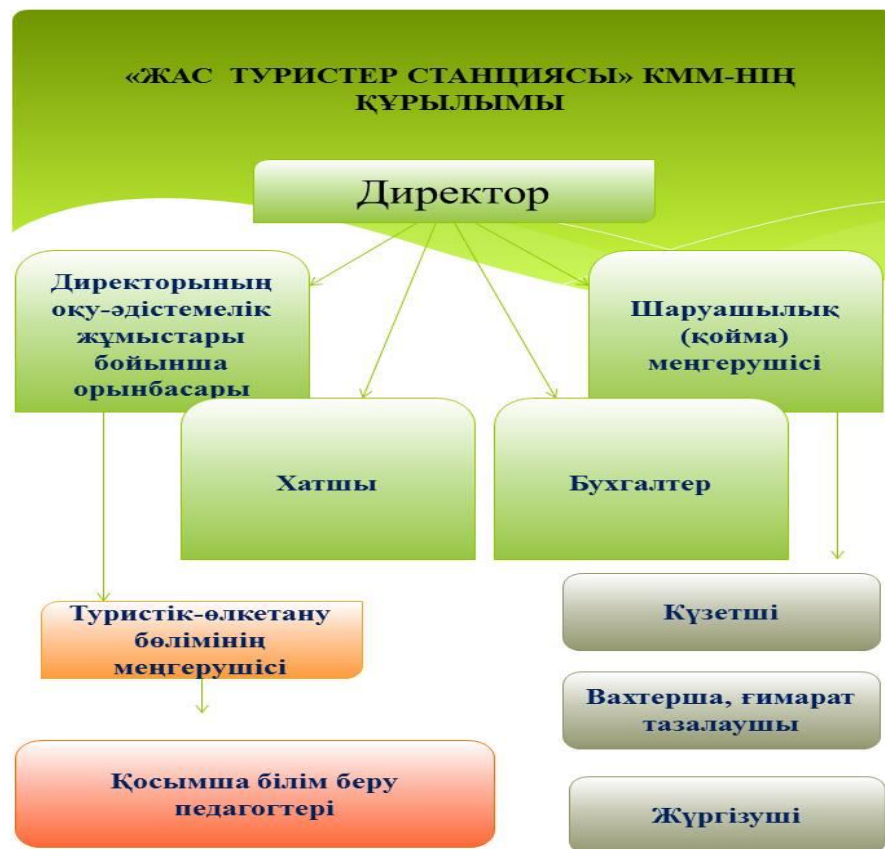 «ЖАС ТУРИСТЕР СТАНЦИЯСЫ» КММ-НІҢ
ҚҰРЫЛЫМЫ
Директор
Директорының
оқу-әдістемелік
жұмыстары
бойынша
орынбасары
Шаруашылық
(қойма)
меңгерушісі
Хатшы
Бухгалтер
Туристік-өлкетану
бөлімінің
меңгерушісі
Қосымша білім беру
педагогтері
Күзетші
Вахтерша, ғимарат
тазалаушы
Жүргізуші